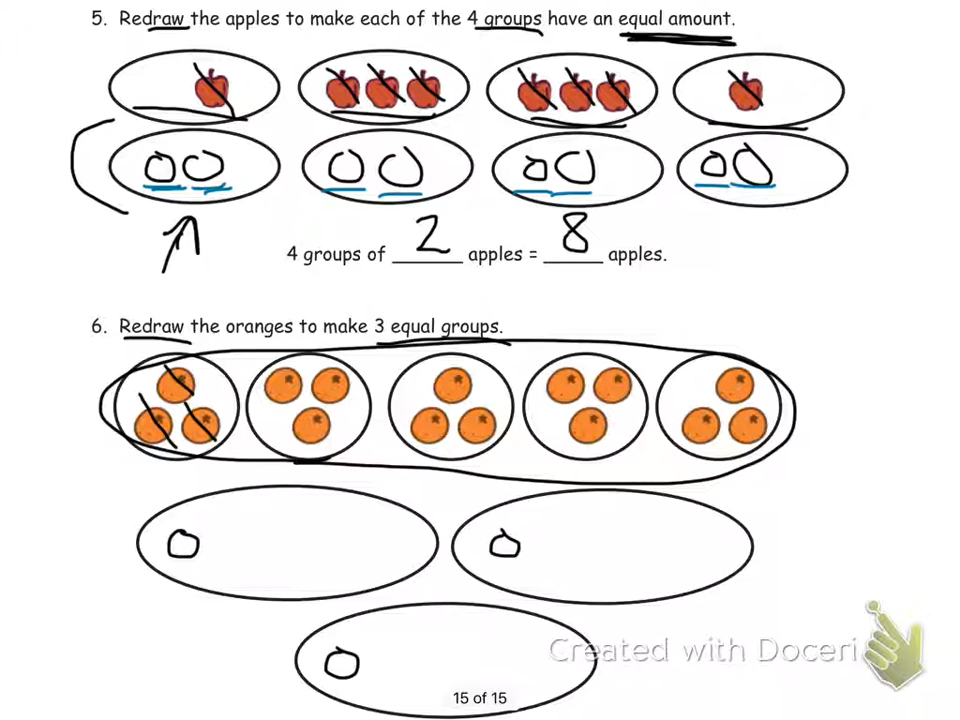 5. Redraw the apples to make each of the 4 groups have an equal amount.
4 groups of 2 apples = 8 apples.
6. Redraw the oranges to make 3 equal groups.
Created with Doceri
15 of 15